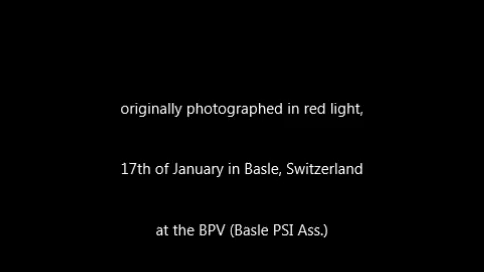 originally photographed in red light,
17th of January in Basle, Switzerland
at the BPV (Basle PSI Ass.)